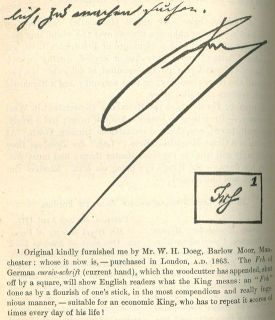 1
Frh
¹ Original kindly furnished me by Mr. W. H. Doeg, Barlow Moor, Man-
chester: whose it now is,—purchased in London, A.D. 1863. The Frh of
German cursiv-schrift (current hand), which the woodcutter has appended, shut
off by a square, will show English readers what the King means: an "Frh"
done as by a flourish of one's stick, in the most compendious and really inge-
nious manner,—suitable for an economic King, who has to repeat it scores of
times every day of his life!